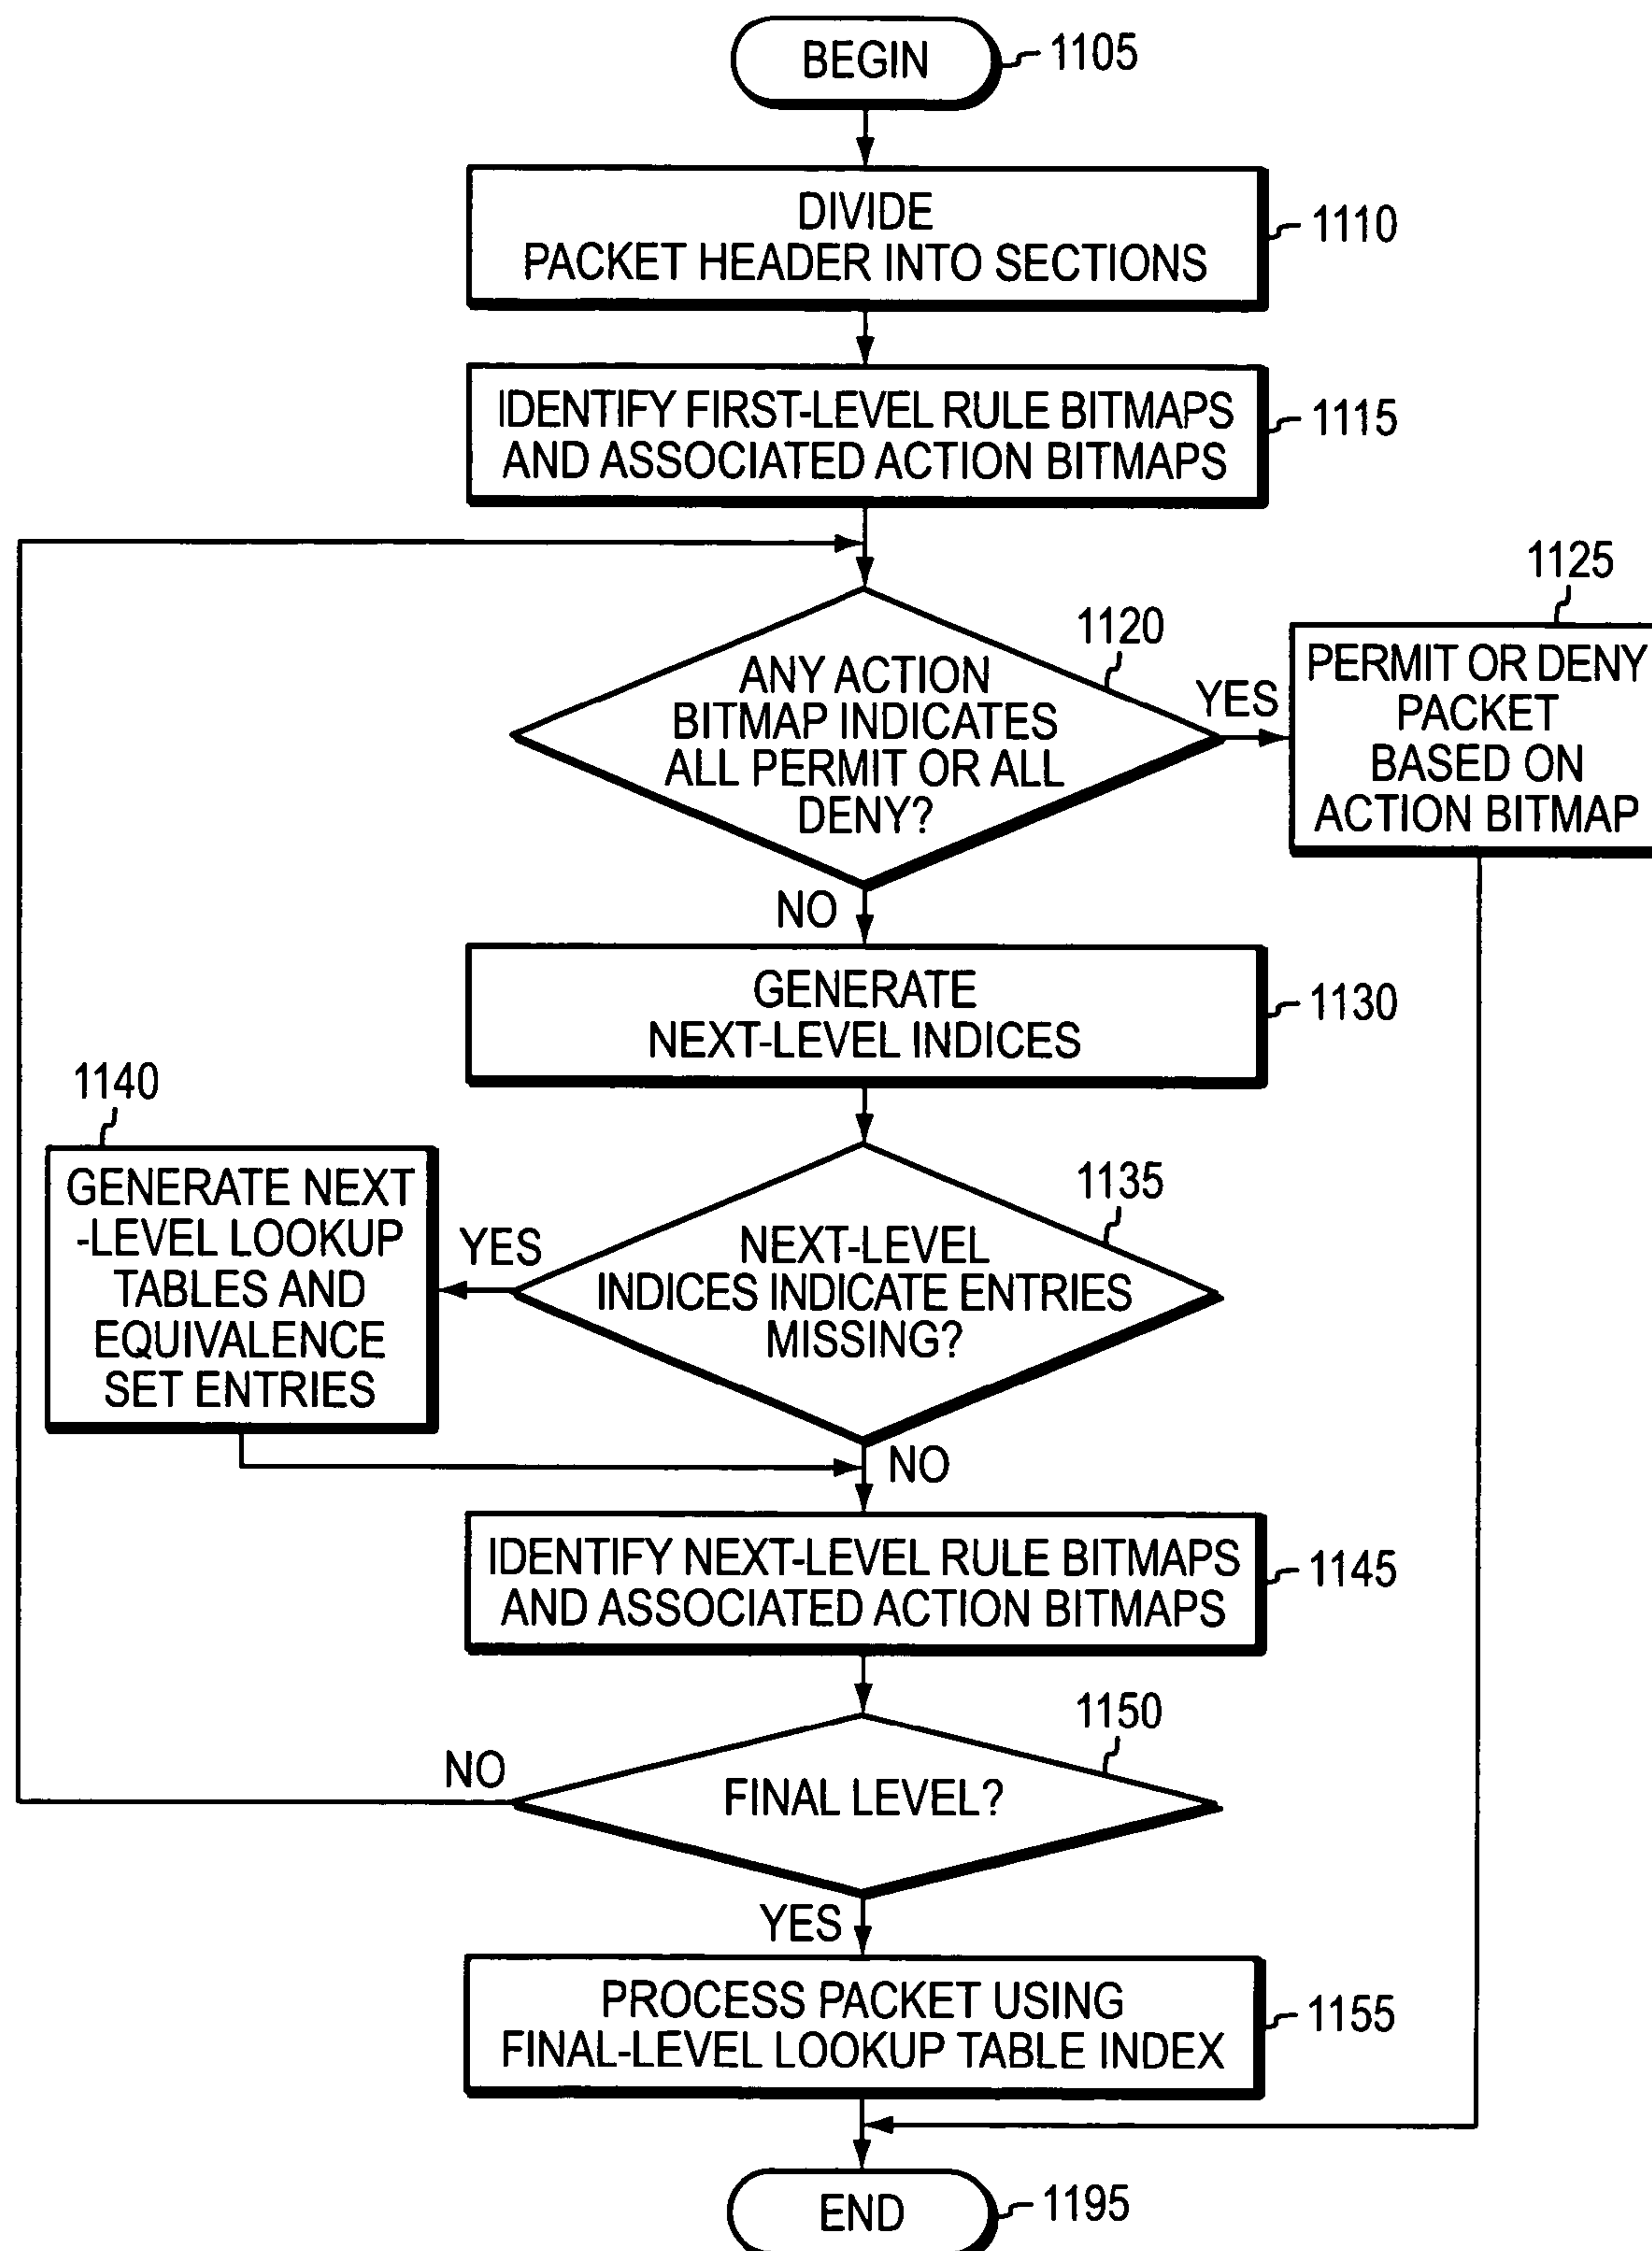 BEGIN
1105
DIVIDE
PACKET HEADER INTO SECTIONS
1110
IDENTIFY FIRST-LEVEL RULE BITMAPS
AND ASSOCIATED ACTION BITMAPS
1115
ANY ACTION
BITMAP INDICATES
ALL PERMIT OR ALL
DENY?
1120
YES
1125
PERMIT OR DENY
PACKET
BASED ON
ACTION BITMAP
NO
GENERATE
NEXT-LEVEL INDICES
1130
1140
GENERATE NEXT
-LEVEL LOOKUP
TABLES AND
EQUIVALENCE
SET ENTRIES
YES
NEXT-LEVEL
INDICES INDICATE ENTRIES
MISSING?
1135
NO
IDENTIFY NEXT-LEVEL RULE BITMAPS
AND ASSOCIATED ACTION BITMAPS
1145
NO
FINAL LEVEL?
1150
YES
PROCESS PACKET USING
FINAL-LEVEL LOOKUP TABLE INDEX
1155
END
1195